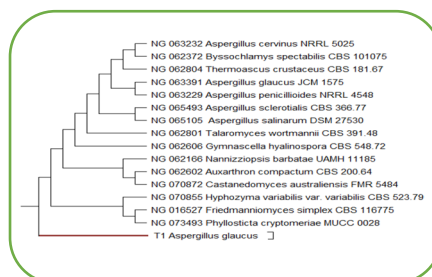 NG 063232 Aspergillus cervinus NRRL 5025
NG 062372 Byssochlamys spectabilis CBS 101075
NG 062804 Thermoascus crustaceus CBS 181.67
NG 063391 Aspergillus glaucus JCM 1575
NG 063229 Aspergillus penicillioides NRRL 4548
NG 065493 Aspergillus sclerotialis CBS 366.77
NG 065105 Aspergillus salinarum DSM 27530
NG 062801 Talaromyces wortmannii CBS 391.48
NG 062606 Gymnascella hyalinospora CBS 548.72
NG 062166 Nannizziopsis barbatae UAMH 11185
NG 062602 Auxarthron compactum CBS 200.64
NG 070872 Castanedomyces australiensis FMR 5484
NG 070855 Hyphozyma variabilis var. variabilis CBS 523.79
NG 016527 Friedmanniomyces simplex CBS 116775
NG 073493 Phyllosticta cryptomeriae MUCC 0028
T1 Aspergillus glaucus